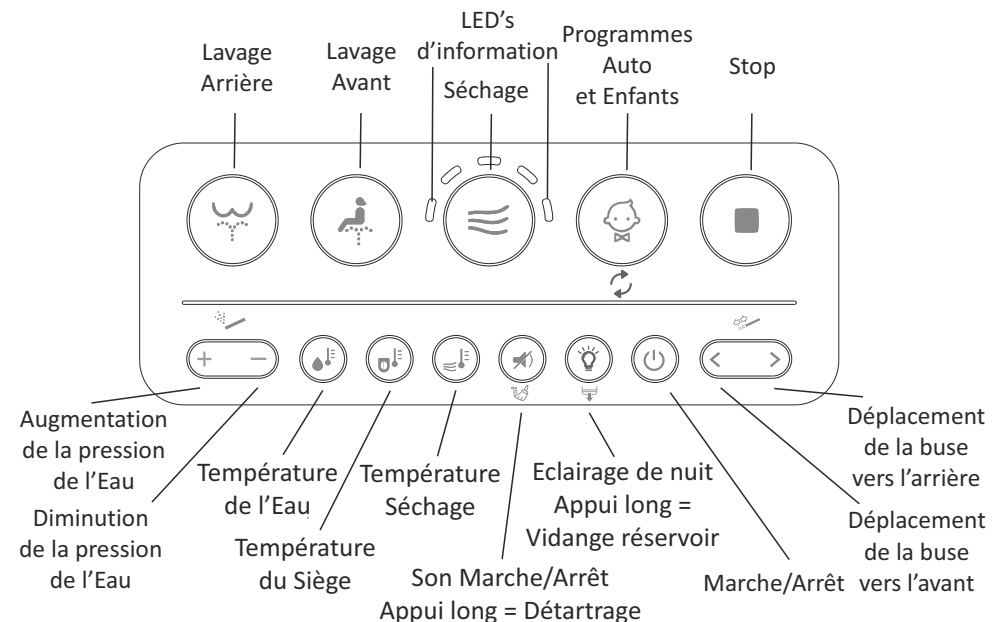 Lavage
Arrière
Lavage
Avant
LED’s
d’information
Séchage
Programmes
Auto
et Enfants
Stop
Augmentation
de la pression
de l’Eau
Diminution
de la pression
de l’Eau
Température
de l’Eau
Température
du Siège
Température
Séchage
Son Marche/Arrêt
Appui long = Détartrage
Eclairage de nuit
Appui long =
Vidange réservoir
Marche/Arrêt
Déplacement
de la buse
vers l’arrière
Déplacement
de la buse
vers l’avant